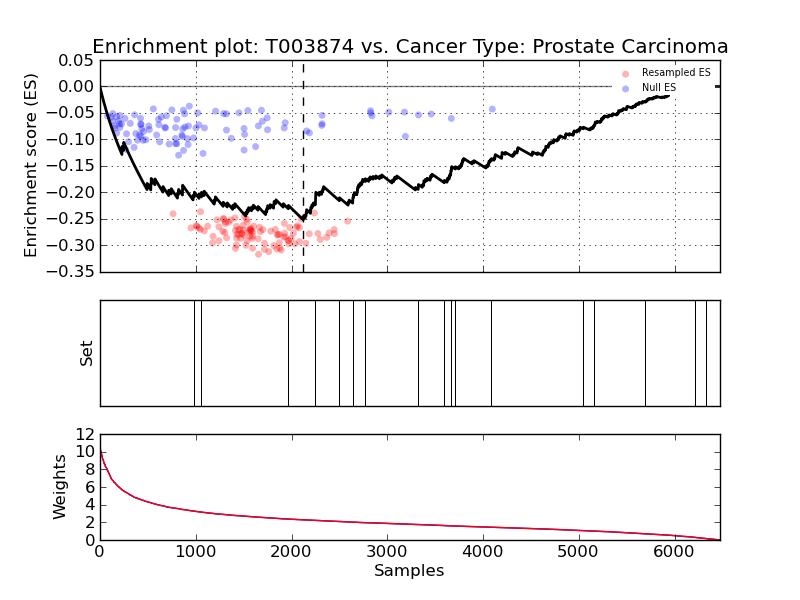 Enrichment plot: T003874 vs. Cancer Type: Prostate Carcinoma
Enrichment score (ES)
0.05
0.00
−0.05
−0.10
−0.15
−0.20
−0.25
−0.30
−0.35
Resampled ES
Null ES
Set
Weights
12
10
8
6
4
2
0
0 1000 2000 3000 4000 5000 6000
Samples